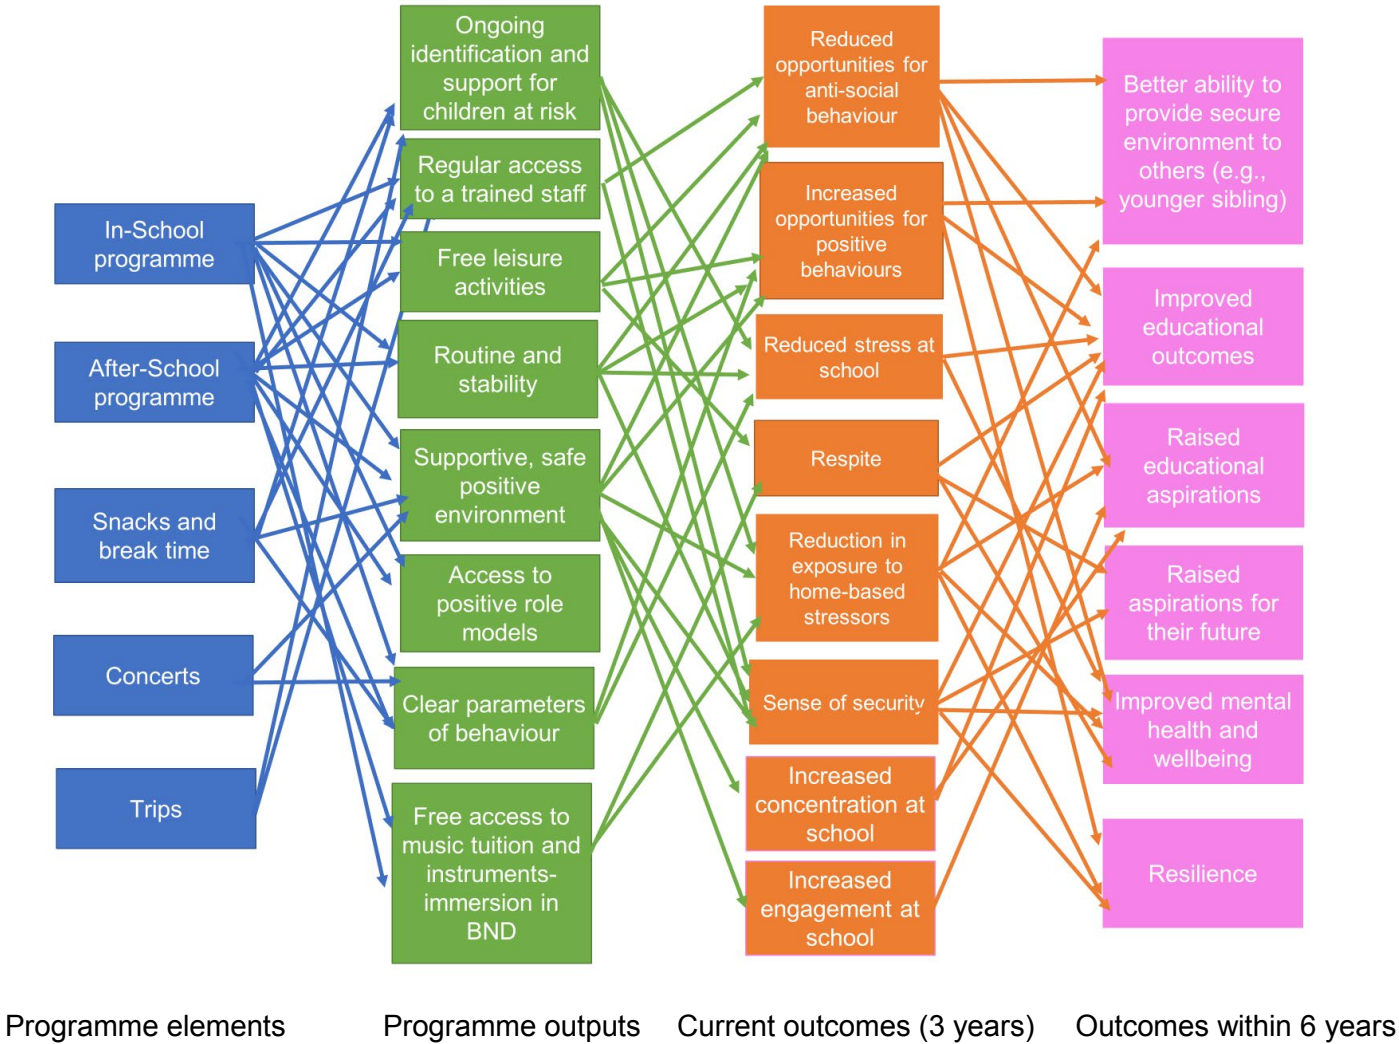 In-School
programme
After-School
programme
Snacks and
break time
Concerts
Trips
Ongoing
identification and
support for
children at risk
Regular access
to a trained staff
Free leisure
activities
Routine and
stability
Supportive, safe
positive
environment
Access to
positive role
models
Clear parameters
of behaviour
Free access to
music tuition and
instruments-
immersion in
BND
Reduced
opportunities for
anti-social
behaviour
Increased
opportunities for
positive
behaviours
Reduced stress at
school
Respite
Reduction in
exposure to
home-based
stressors
Sense of security
Increased
concentration at
school
Increased
engagement at
school
Better ability to
provide secure
environment to
others (e.g.,
younger sibling)
Improved
educational
outcomes
Raised
educational
aspirations
Raised
aspirations for
their future
Improved mental
health and
wellbeing
Resilience
Programme elements
Programme outputs
Current outcomes (3 years)
Outcomes within 6 years